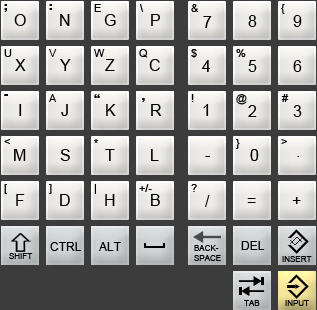 ; O : N E G \ P & 7 8 { 9
U X V Y W Z Q C $ 4 % 5 6
- I A J “ K , R ! 1 @ 2 # 3
< M S * T L - } 0 > .
[ F ] D | H +/- B ? / = +
SHIFT CTRL ALT BACK-SPACE DEL INSERT
TAB INPUT